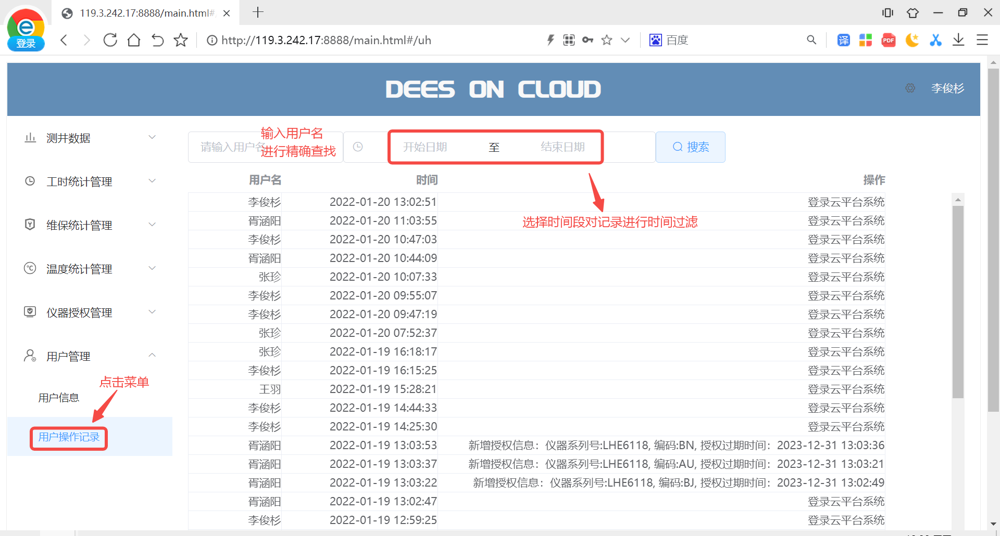 119.3.242.17:8888/main.html#
登录
http://119.3.242.17:8888/main.html#/uh
百度
译
PDF
DEES ON CLOUD
李俊杉
测井数据
工时统计管理
维保统计管理
温度统计管理
仪器授权管理
用户管理
点击菜单
用户信息
用户操作记录
请输入用户名
输入用户名
进行精确查找
开始日期 至 结束日期
搜索
选择时间段对记录进行时间过滤
用户名 时间 操作
李俊杉 2022-01-20 13:02:51 登录云平台系统
胥涵阳 2022-01-20 11:03:55 登录云平台系统
李俊杉 2022-01-20 10:47:03 登录云平台系统
胥涵阳 2022-01-20 10:44:09 登录云平台系统
张珍 2022-01-20 10:07:33 登录云平台系统
李俊杉 2022-01-20 09:55:07 登录云平台系统
李俊杉 2022-01-20 09:47:19 登录云平台系统
张珍 2022-01-20 07:52:37 登录云平台系统
张珍 2022-01-19 16:18:17 登录云平台系统
李俊杉 2022-01-19 16:15:25 登录云平台系统
王羽 2022-01-19 15:28:21 登录云平台系统
李俊杉 2022-01-19 14:44:33 登录云平台系统
李俊杉 2022-01-19 14:25:30 登录云平台系统
胥涵阳 2022-01-19 13:03:53 新增授权信息：仪器系列号:LHE6118, 编码:BN, 授权过期时间：2023-12-31 13:03:36
胥涵阳 2022-01-19 13:03:37 新增授权信息：仪器系列号:LHE6118, 编码:AU, 授权过期时间：2023-12-31 13:03:21
胥涵阳 2022-01-19 13:03:22 新增授权信息：仪器系列号:LHE6118, 编码:BJ, 授权过期时间：2023-12-31 13:02:49
胥涵阳 2022-01-19 13:02:47 登录云平台系统
李俊杉 2022-01-19 12:59:25 登录云平台系统